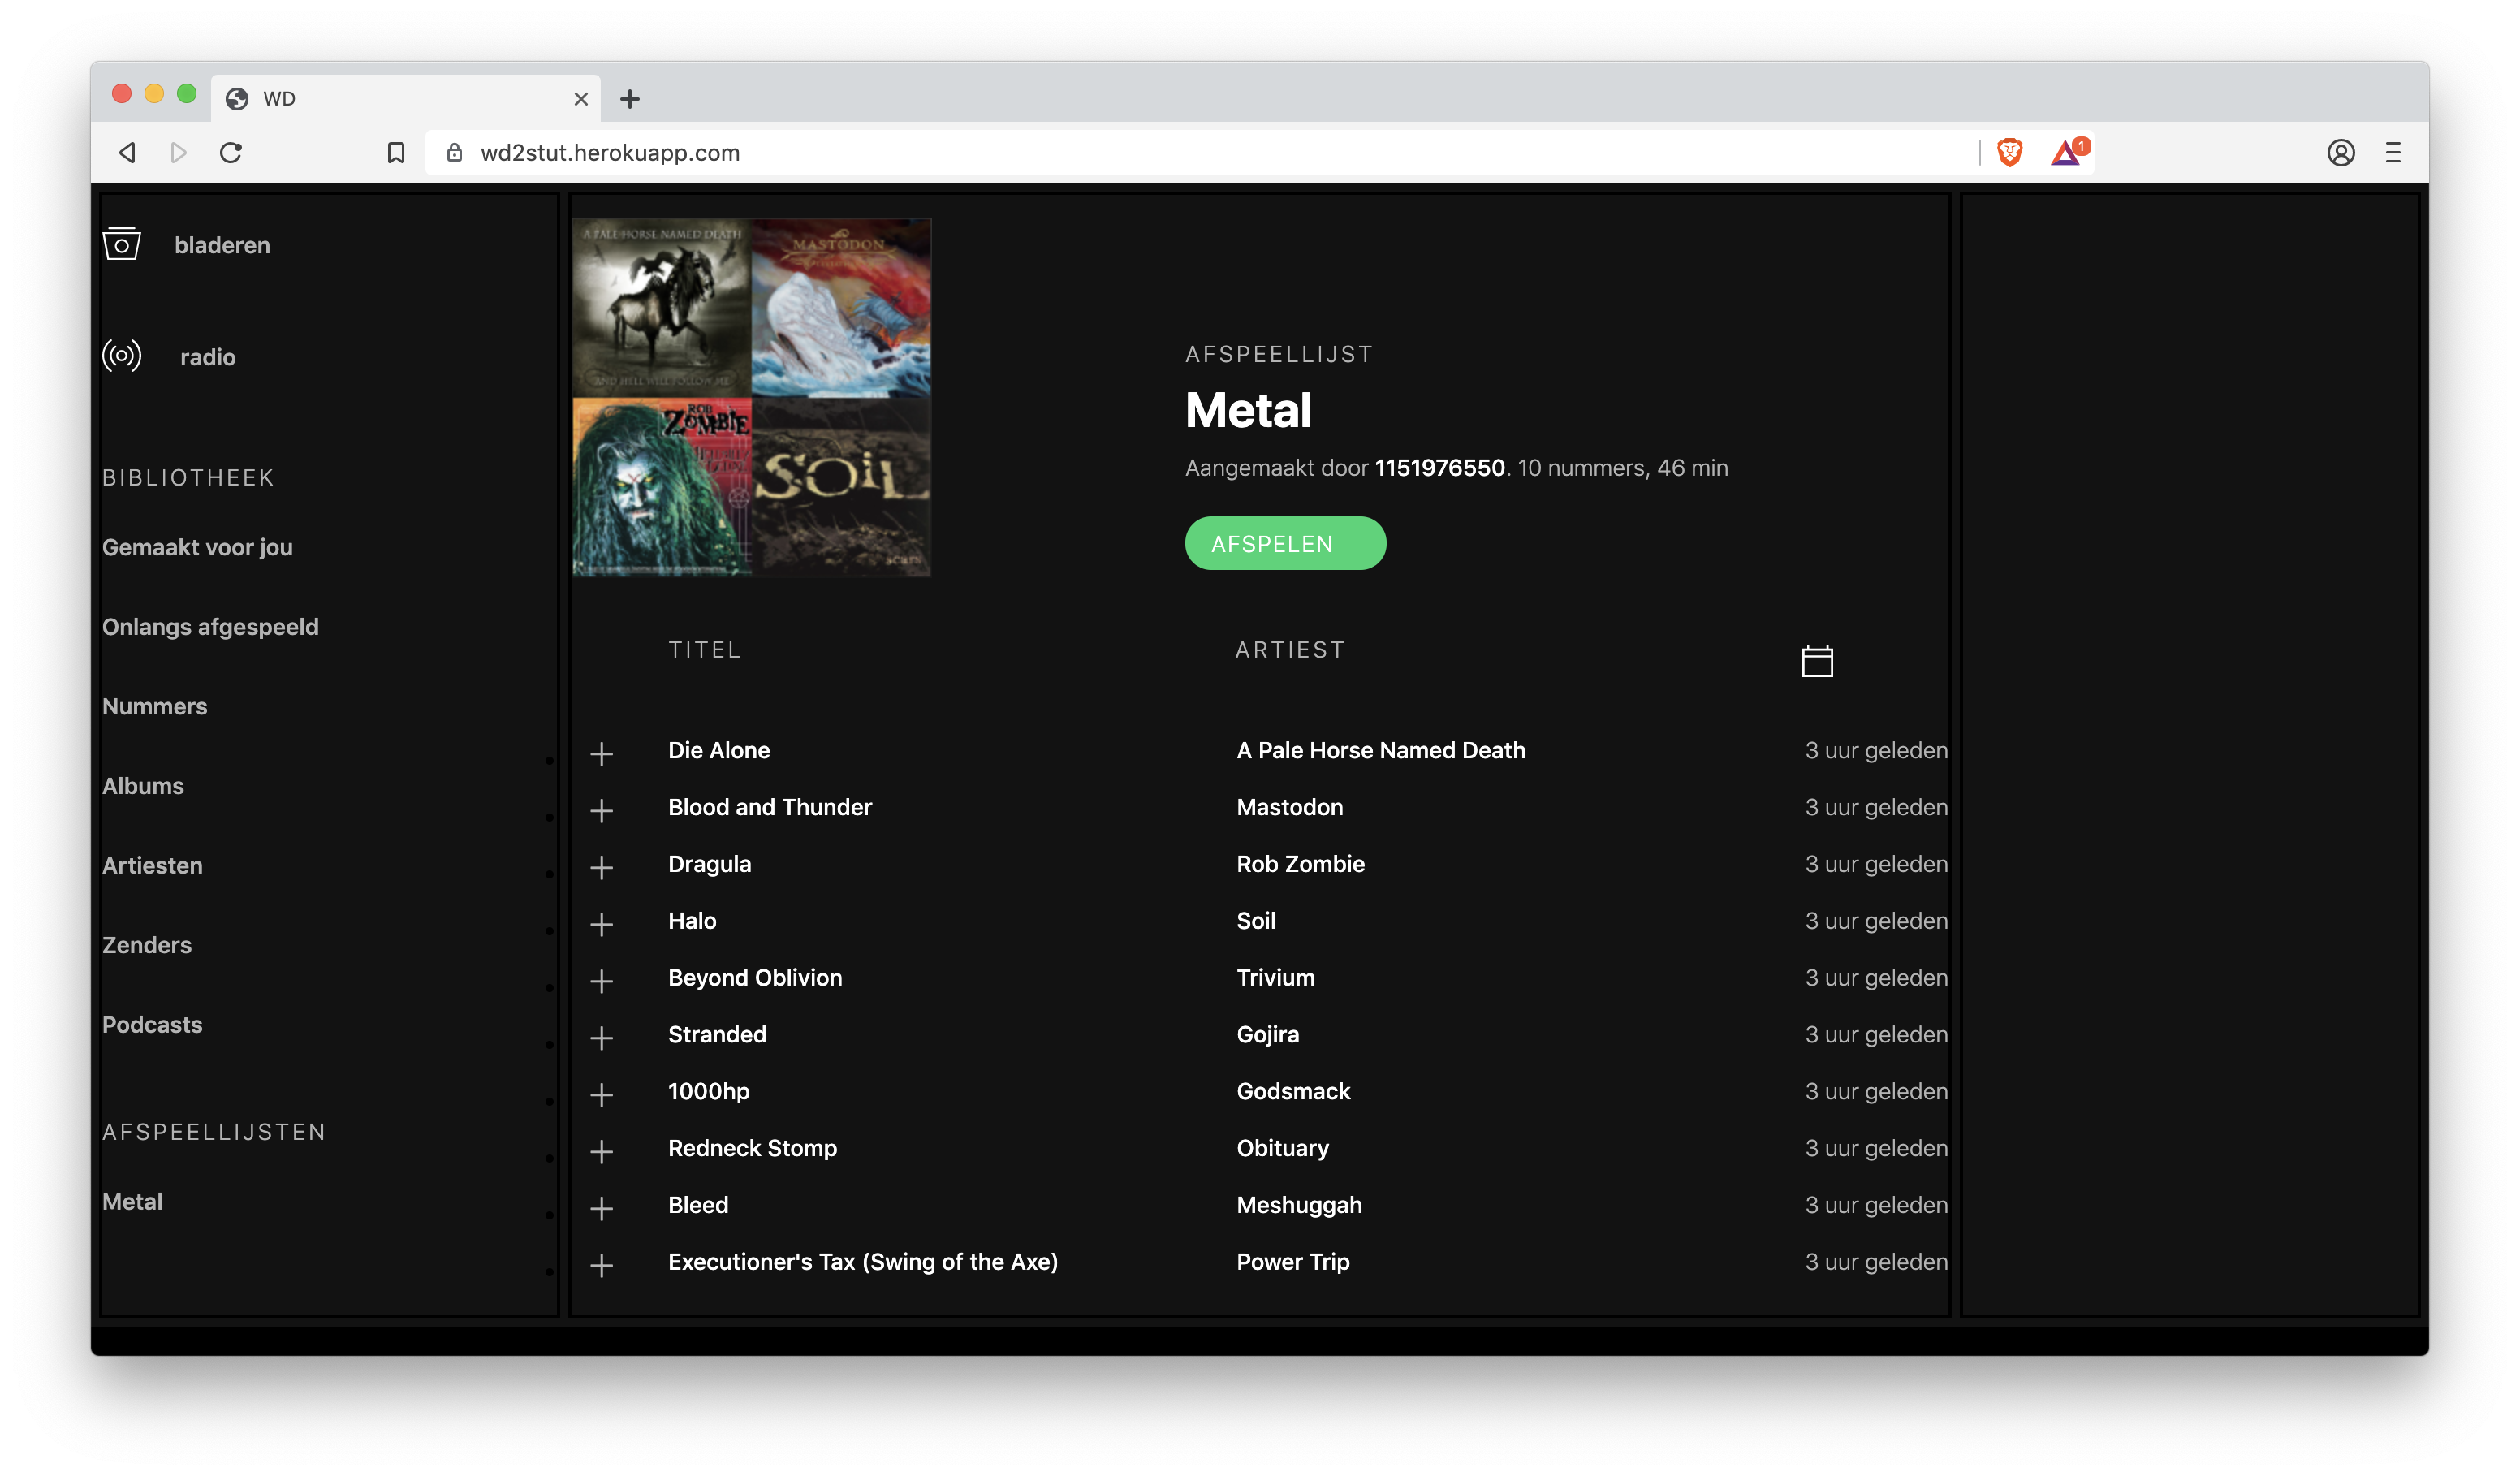 WD
wd2stut.herokuapp.com
1
bladeren
radio
BIBLIOTHEEK
Gemaakt voor jou
Onlangs afgespeeld
Nummers
Albums
Artiesten
Zenders
Podcasts
AFSPEELLIJSTEN
Metal
A PALE HORSE NAMED DEATH
AND HELL WILL FOLLOW ME
MASTODON
ROB
ZOMBIE
SOiL
scars
AFSPEELLIJST
Metal
Aangemaakt door 1151976550. 10 nummers, 46 min
AFSPELEN
TITEL ARTIEST
Die Alone A Pale Horse Named Death 3 uur geleden
Blood and Thunder Mastodon 3 uur geleden
Dragula Rob Zombie 3 uur geleden
Halo Soil 3 uur geleden
Beyond Oblivion Trivium 3 uur geleden
Stranded Gojira 3 uur geleden
1000hp Godsmack 3 uur geleden
Redneck Stomp Obituary 3 uur geleden
Bleed Meshuggah 3 uur geleden
Executioner's Tax (Swing of the Axe) Power Trip 3 uur geleden